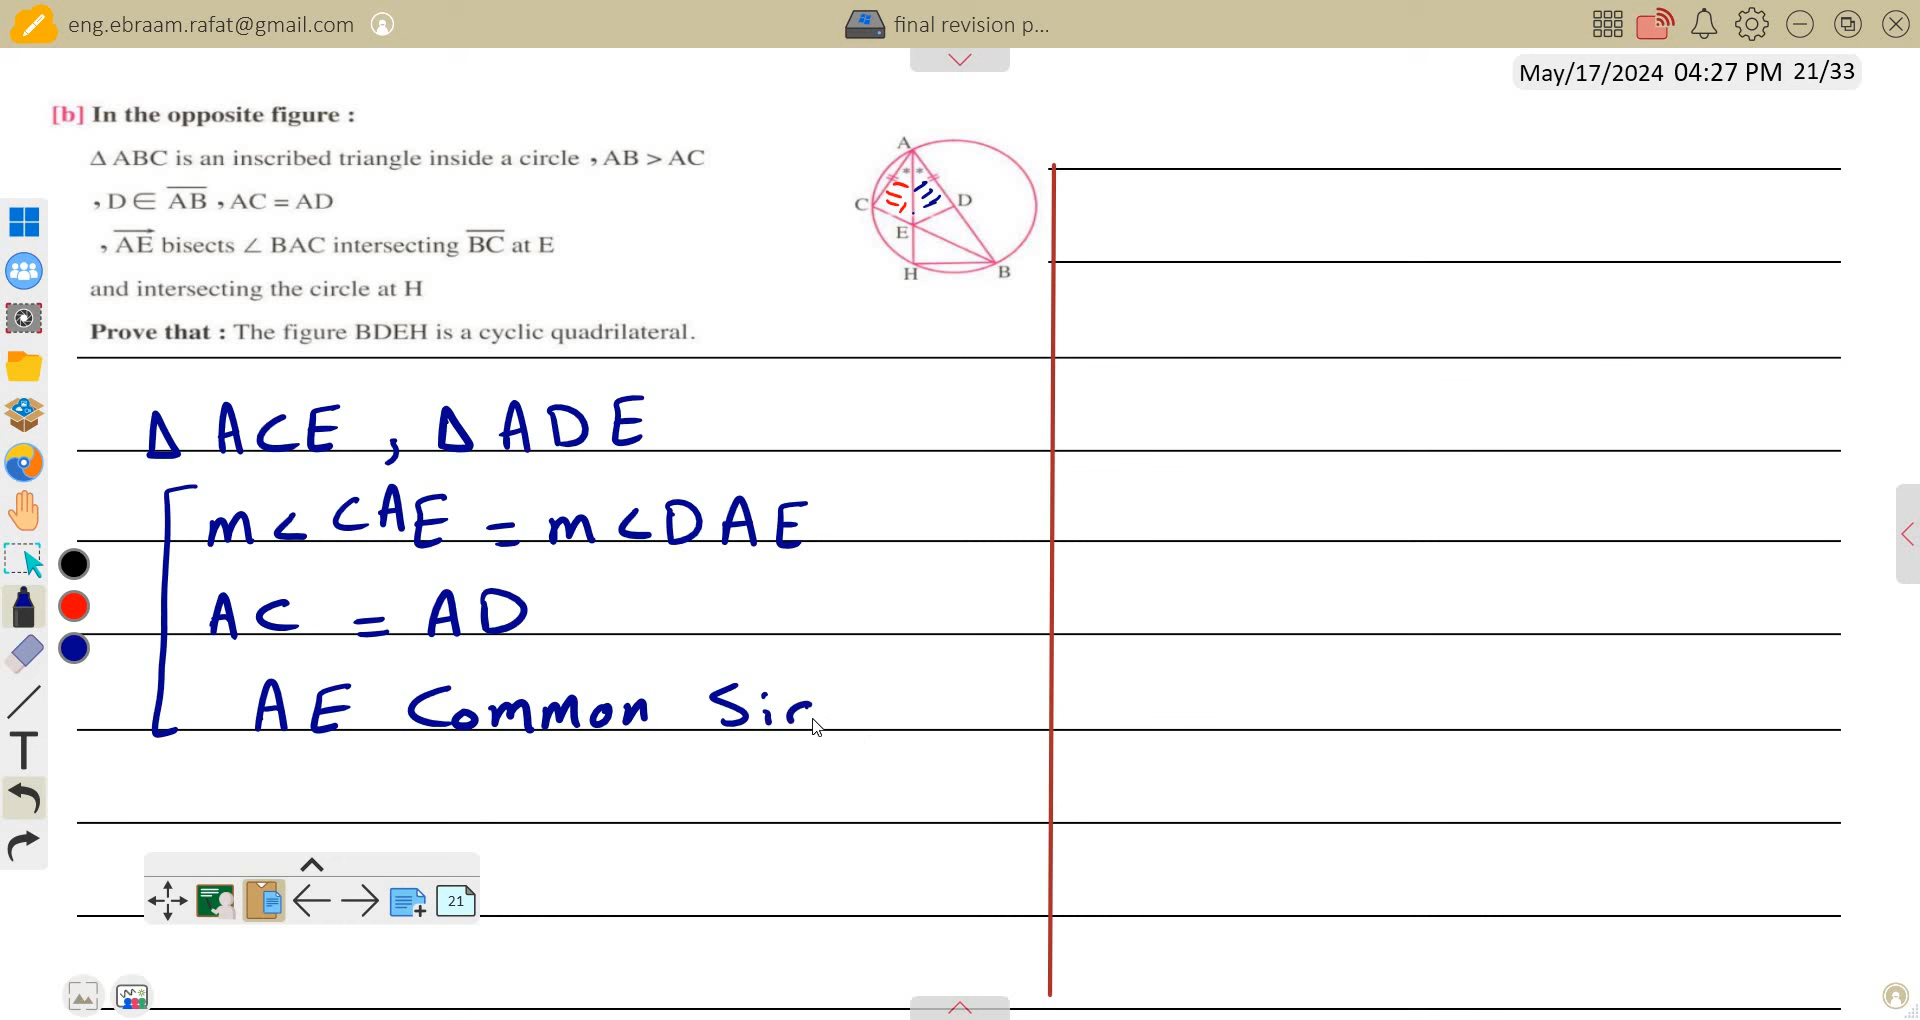 eng.ebraam.rafat@gmail.com
final revision p...
May/17/2024 04:27 PM 21/33
[b] In the opposite figure :
Δ ABC is an inscribed triangle inside a circle , AB > AC
, D ∈ AB , AC = AD
, AE bisects ∠ BAC intersecting BC at E
and intersecting the circle at H
Prove that : The figure BDEH is a cyclic quadrilateral.
A
C
D
E
H
B
Δ ACE , Δ ADE
m< CAE = m<DAE
AC = AD
AE Common Sic
T
21